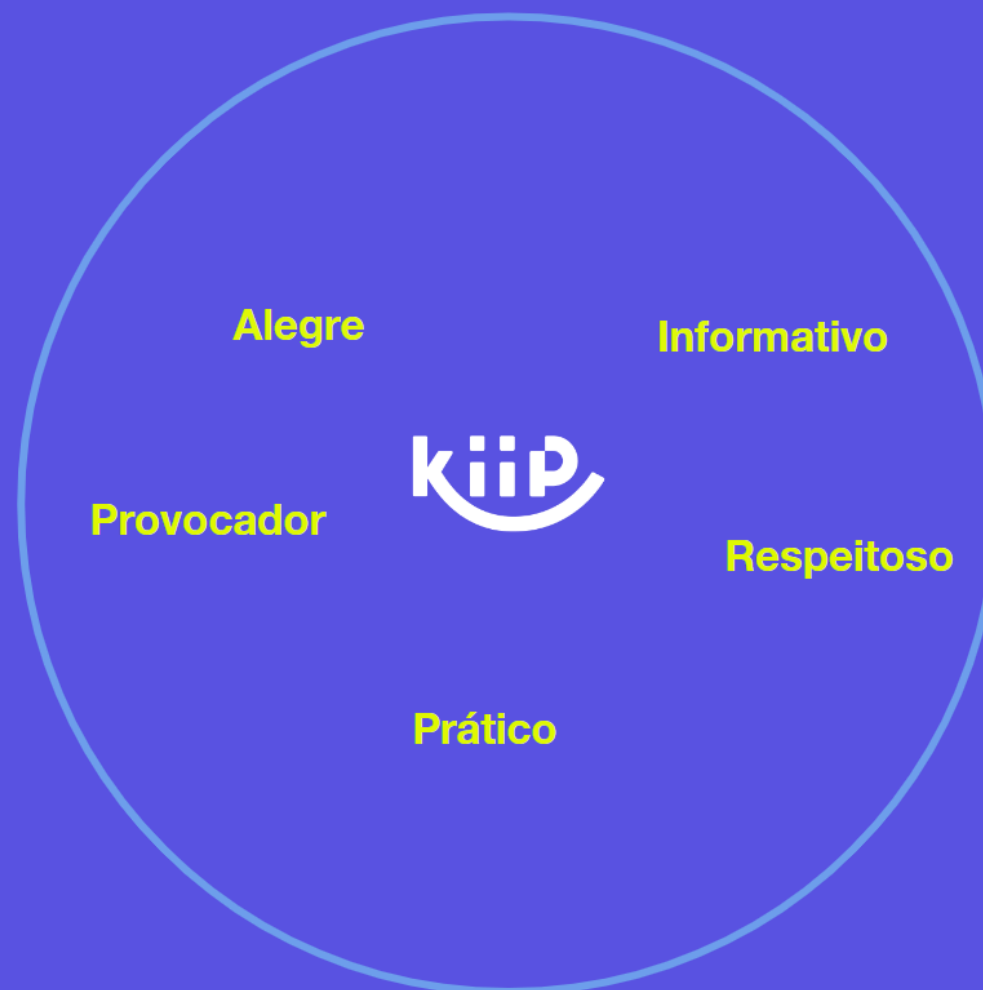 Alegre
Informativo
kiip
Provocador
Respeitoso
Prático